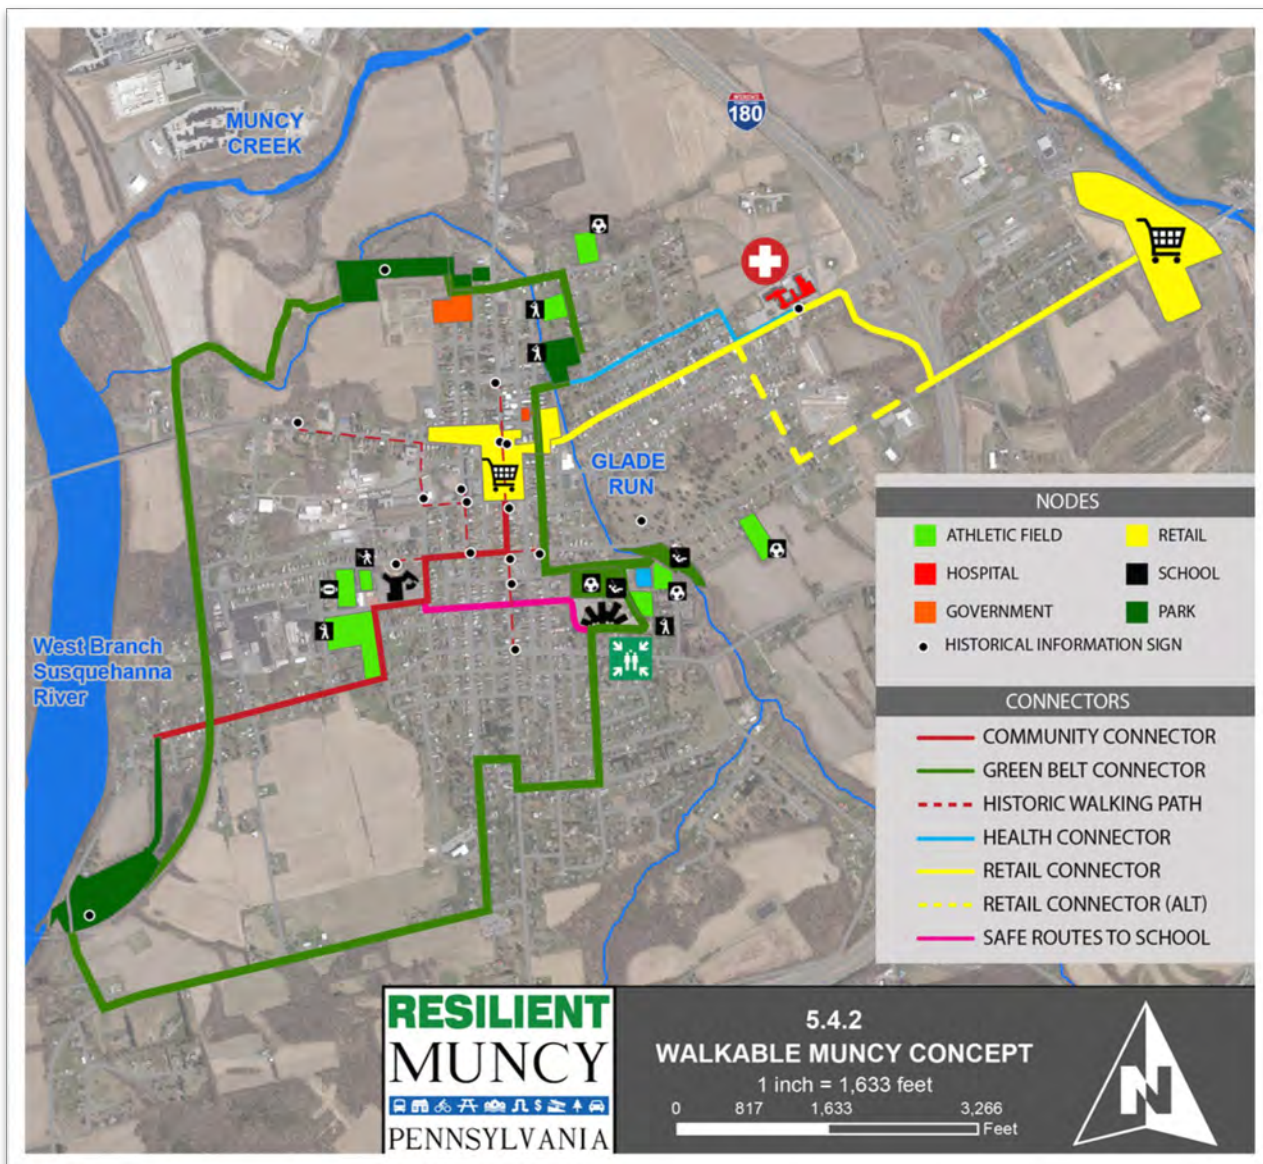 MUNCY
CREEK
INTERSTATE
180
GLADE
RUN
West Branch
Susquehanna
River
NODES
ATHLETIC FIELD
RETAIL
HOSPITAL
SCHOOL
GOVERNMENT
PARK
HISTORICAL INFORMATION SIGN
CONNECTORS
COMMUNITY CONNECTOR
GREEN BELT CONNECTOR
HISTORIC WALKING PATH
HEALTH CONNECTOR
RETAIL CONNECTOR
RETAIL CONNECTOR (ALT)
SAFE ROUTES TO SCHOOL
RESILIENT
MUNCY
PENNSYLVANIA
5.4.2
WALKABLE MUNCY CONCEPT
1 inch = 1,633 feet
0 817 1,633 3,266
Feet
N